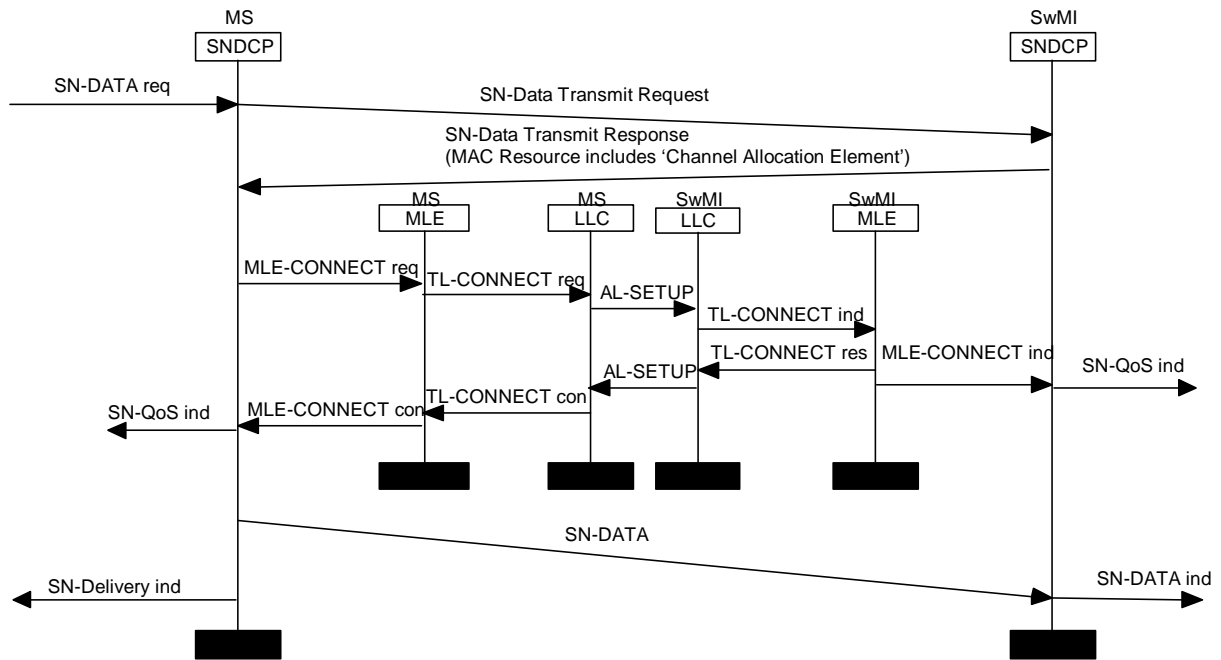 MS
SwMI
SNDCP
SNDCP
SN-DATA req
SN-Data Transmit Request
SN-Data Transmit Response
(MAC Resource includes ‘Channel Allocation Element’)
MS
MS
SwMI
SwMI
MLE
LLC
LLC
MLE
MLE-CONNECT req
TL-CONNECT req
AL-SETUP
TL-CONNECT ind
TL-CONNECT res
MLE-CONNECT ind
SN-QoS ind
AL-SETUP
TL-CONNECT con
MLE-CONNECT con
SN-QoS ind
SN-DATA
SN-Delivery ind
SN-DATA ind